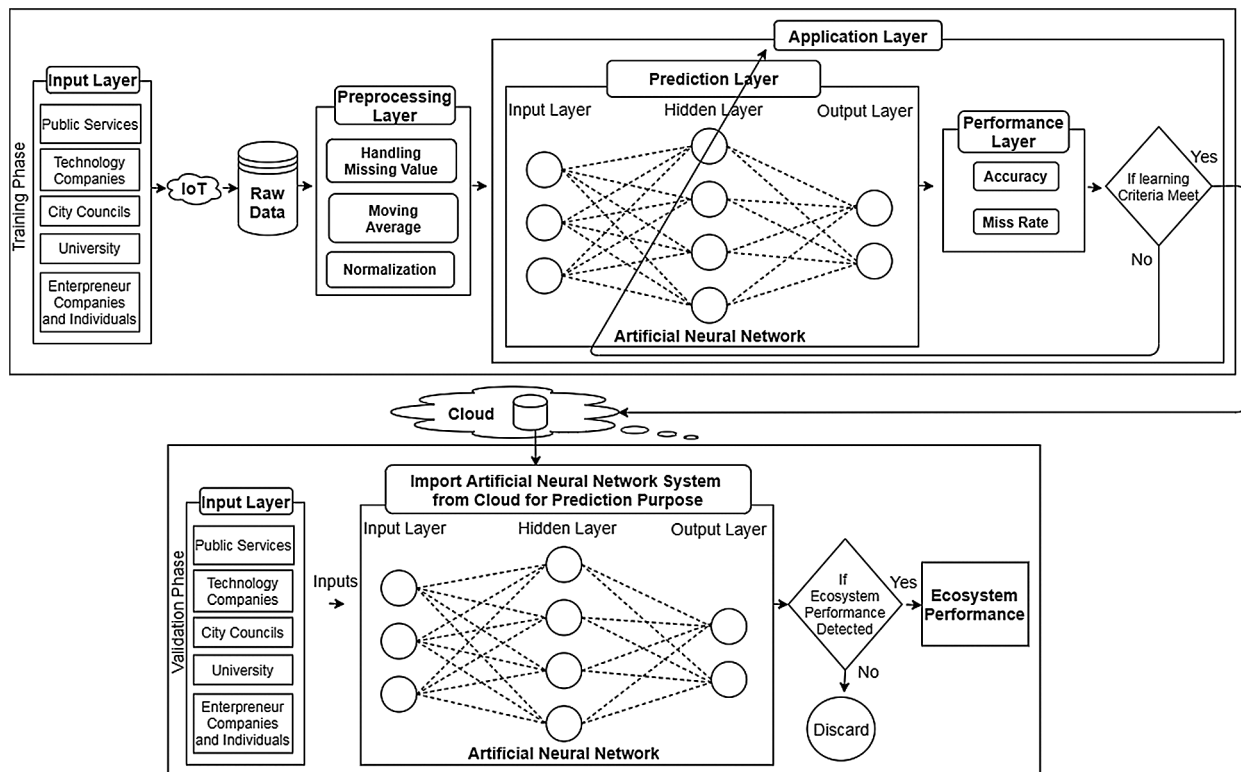 Training Phase
Input Layer
Public Services
Technology
Companies
City Councils
University
Enterpreneur
Companies
and Individuals
IoT
Raw
Data
Preprocessing
Layer
Handling
Missing Value
Moving
Average
Normalization
Application Layer
Prediction Layer
Input Layer
Hidden Layer
Output Layer
Artificial Neural Network
Performance
Layer
Accuracy
Miss Rate
If learning
Criteria Meet
Yes
No
Cloud
Validation Phase
Input Layer
Public Services
Technology
Companies
City Councils
University
Enterpreneur
Companies
and Individuals
Inputs
Import Artificial Neural Network System
from Cloud for Prediction Purpose
Input Layer
Hidden Layer
Output Layer
Artificial Neural Network
If
Ecosystem
Performance
Detected
Yes
No
Ecosystem
Performance
Discard